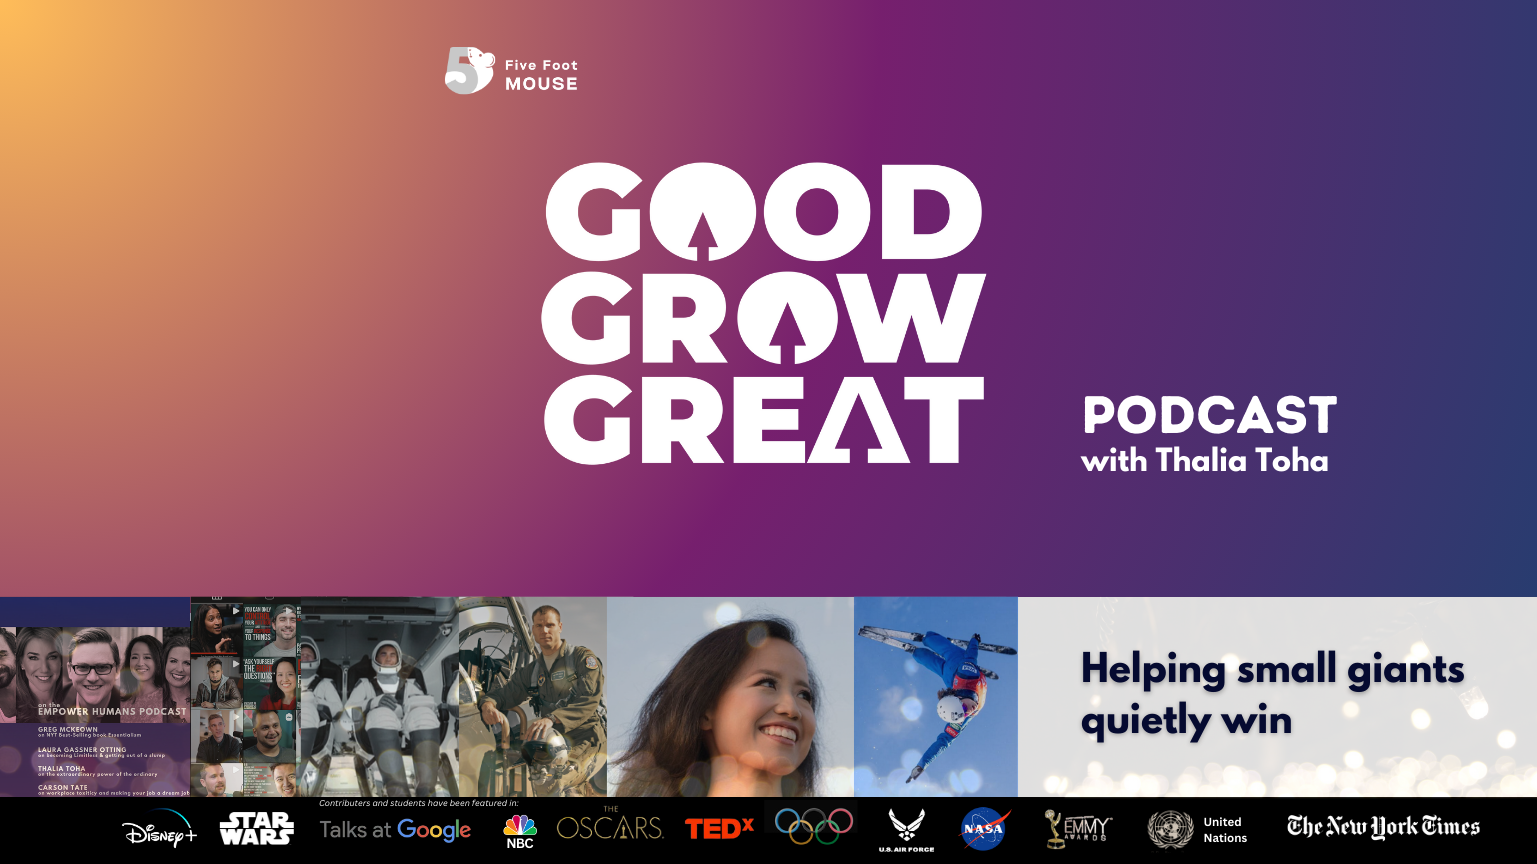 5
Five Foot
MOUSE
GOOD
GROW
GREAT
PODCAST
with Thalia Toha
on the
EMPOWER HUMANS PODCAST
GREG MCKEOWN
on NYT Best-Selling book Essentialism
LAURA GASSNER OTTING
on becoming Limitless & getting out of a slump
THALIA TOHA
on the extraordinary power of the ordinary
CARSON TATE
on workplace toxiticy and making your job a dream job
YOU CAN ONLY
YOUR
TO THINGS
"ASK YOURSELF
THE
QUESTIONS"
Helping small giants
quietly win
Contributers and students have been featured in:
Disney+
STAR
WARS
Talks at Google
NBC
THE
OSCARS
TEDx
U.S. AIR FORCE
NASA
EMMY
AWARDS
United
Nations
The New York Times